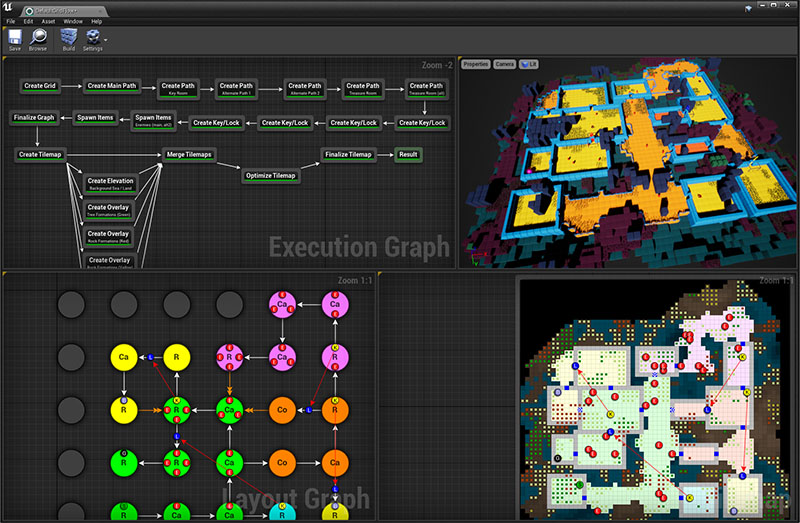 File Edit Asset Window Help
Save Browse Build Settings
Zoom -2
Create Grid
Create Main Path
Create Path
Key Room
Create Path
Alternate Path 1
Create Path
Alternate Path 2
Create Path
Treasure Room
Create Path
Treasure Room (alt)
Finalize Graph
Spawn Items
Spawn Items
Enemies (main, alt2)
Create Key/Lock
Create Key/Lock
Create Key/Lock
Create Key/Lock
Create Tilemap
Merge Tilemaps
Optimize Tilemap
Finalize Tilemap
Result
Create Elevation
Background Sea / Land
Create Overlay
Tree Formations (Green)
Create Overlay
Rock Formations (Red)
Create Overlay
Execution Graph
Properties Camera Lit
Zoom 1:1
Ca Ca
Ca R R Ca R
R R Ca Co R
R R Ca Co Ca
R Ca Ca R R
Layout Graph
Zoom 1:1